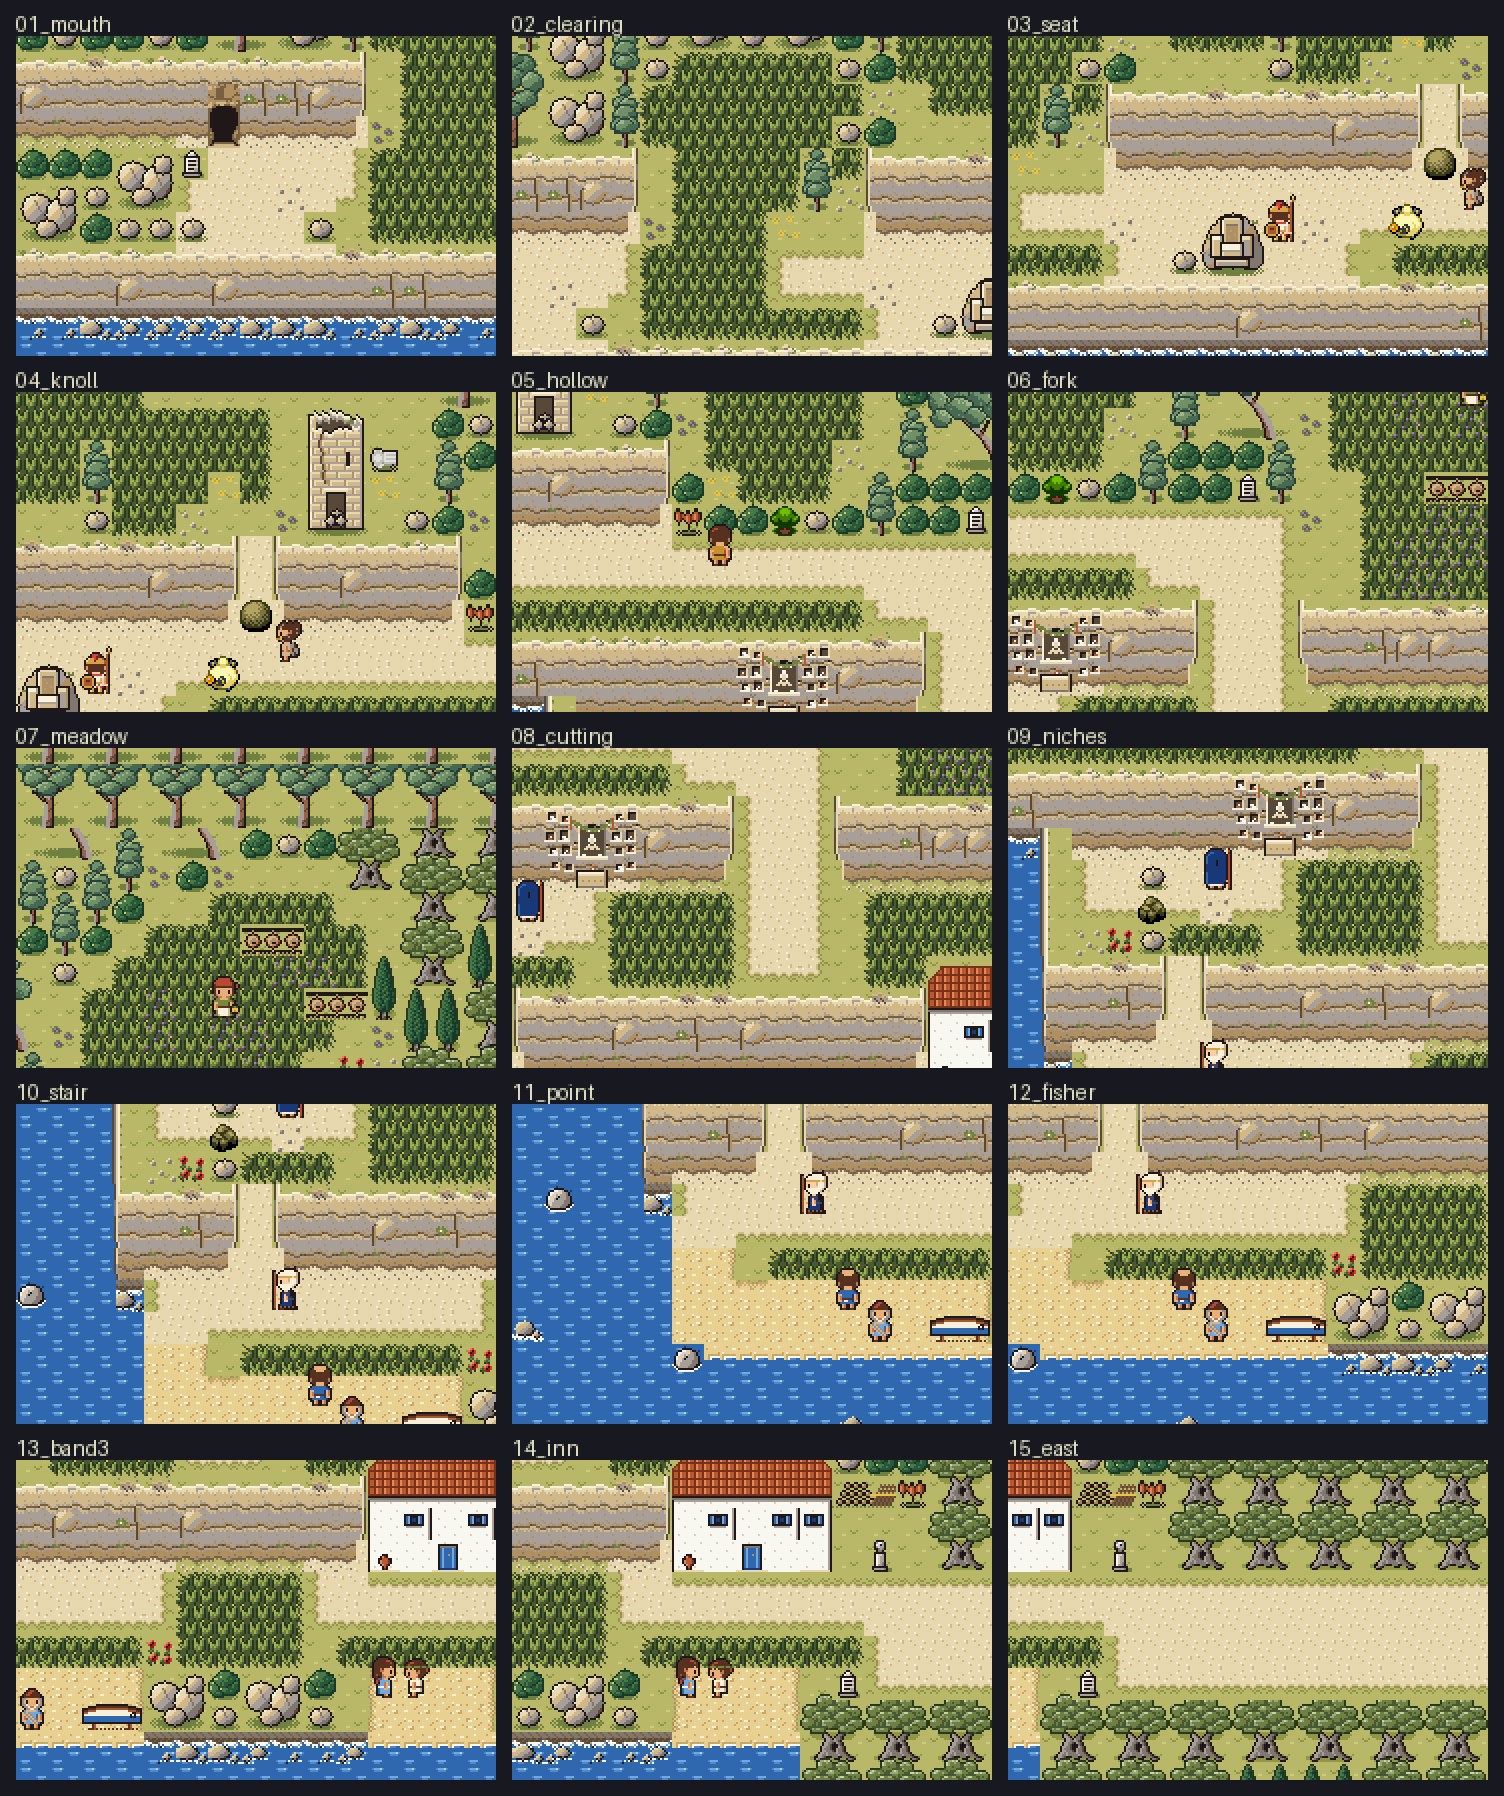 01_mouth
02_clearing
03_seat
04_knoll
05_hollow
06_fork
07_meadow
08_cutting
09_niches
10_stair
11_point
12_fisher
13_band3
14_inn
15_east